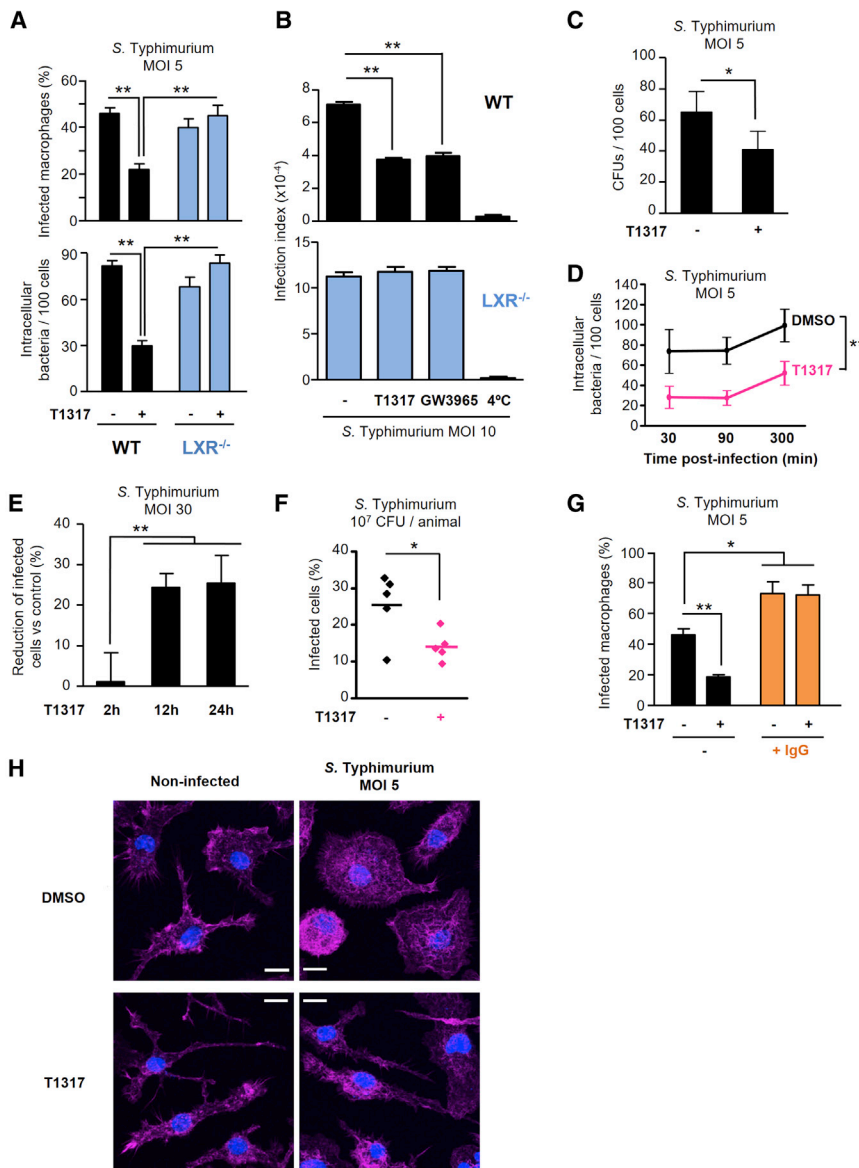 A
S. Typhimurium
MOI 5
Infected macrophages (%)
60
40
20
0
**
**
Intracellular
bacteria / 100 cells
90
60
30
0
**
**
T1317
-
+
-
+
WT
LXR-/-
B
Infection index (x10-4)
8
6
4
2
0
**
**
WT
15
10
5
0
LXR-/-
-
T1317
GW3965
4ºC
S. Typhimurium MOI 10
C
S. Typhimurium
MOI 5
CFUs / 100 cells
100
80
60
40
20
0
*
T1317
-
+
D
S. Typhimurium
MOI 5
Intracellular
bacteria / 100 cells
140
120
100
80
60
40
20
0
DMSO
T1317
**
30
90
300
Time post-infection (min)
E
S. Typhimurium
MOI 30
Reduction of infected
cells vs control (%)
40
30
20
10
0
**
T1317
2h
12h
24h
F
S. Typhimurium
107 CFU / animal
Infected cells (%)
40
30
20
10
0
*
T1317
-
+
G
S. Typhimurium
MOI 5
Infected macrophages (%)
100
80
60
40
20
0
*
**
T1317
-
+
-
+
-
+ IgG
H
Non-infected
S. Typhimurium
MOI 5
DMSO
T1317